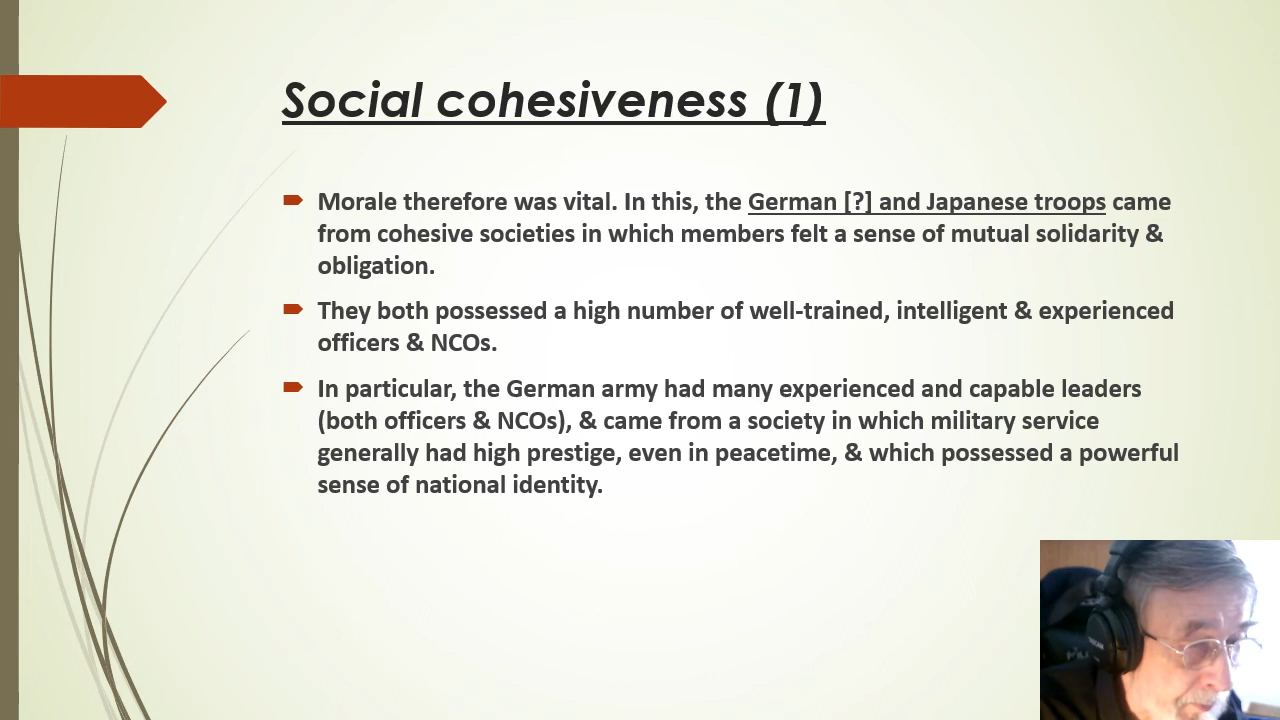 Social cohesiveness (1)
Morale therefore was vital. In this, the German [?] and Japanese troops came
from cohesive societies in which members felt a sense of mutual solidarity &
obligation.
They both possessed a high number of well-trained, intelligent & experienced
officers & NCOs.
In particular, the German army had many experienced and capable leaders
(both officers & NCOs), & came from a society in which military service
generally had high prestige, even in peacetime, & which possessed a powerful
sense of national identity.